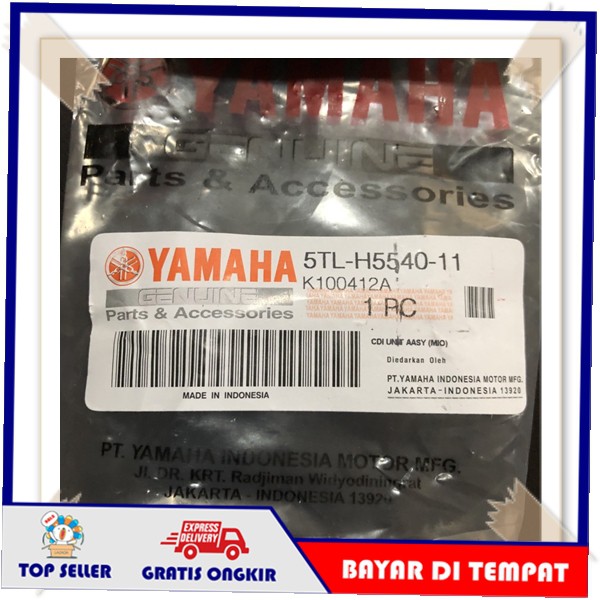 YAMAHA
GENUINE
Parts & Accessories
YAMAHA
GENUINE
Parts & Accessories
5TL-H5540-11
K100412A
1 PC
CDI UNIT AASY (MIO)
Diedarkan Oleh
PT.YAMAHA INDONESIA MOTOR MFG.
JAKARTA-INDONESIA 13920
MADE IN INDONESIA
PT. YAMAHA INDONESIA MOTOR MFG.
Jl. DR. KRT. Radjiman Widyodiningrat
JAKARTA - INDONESIA 13920
TOP SELLER
EXPRESS
DELIVERY
GRATIS ONGKIR
BAYAR DI TEMPAT